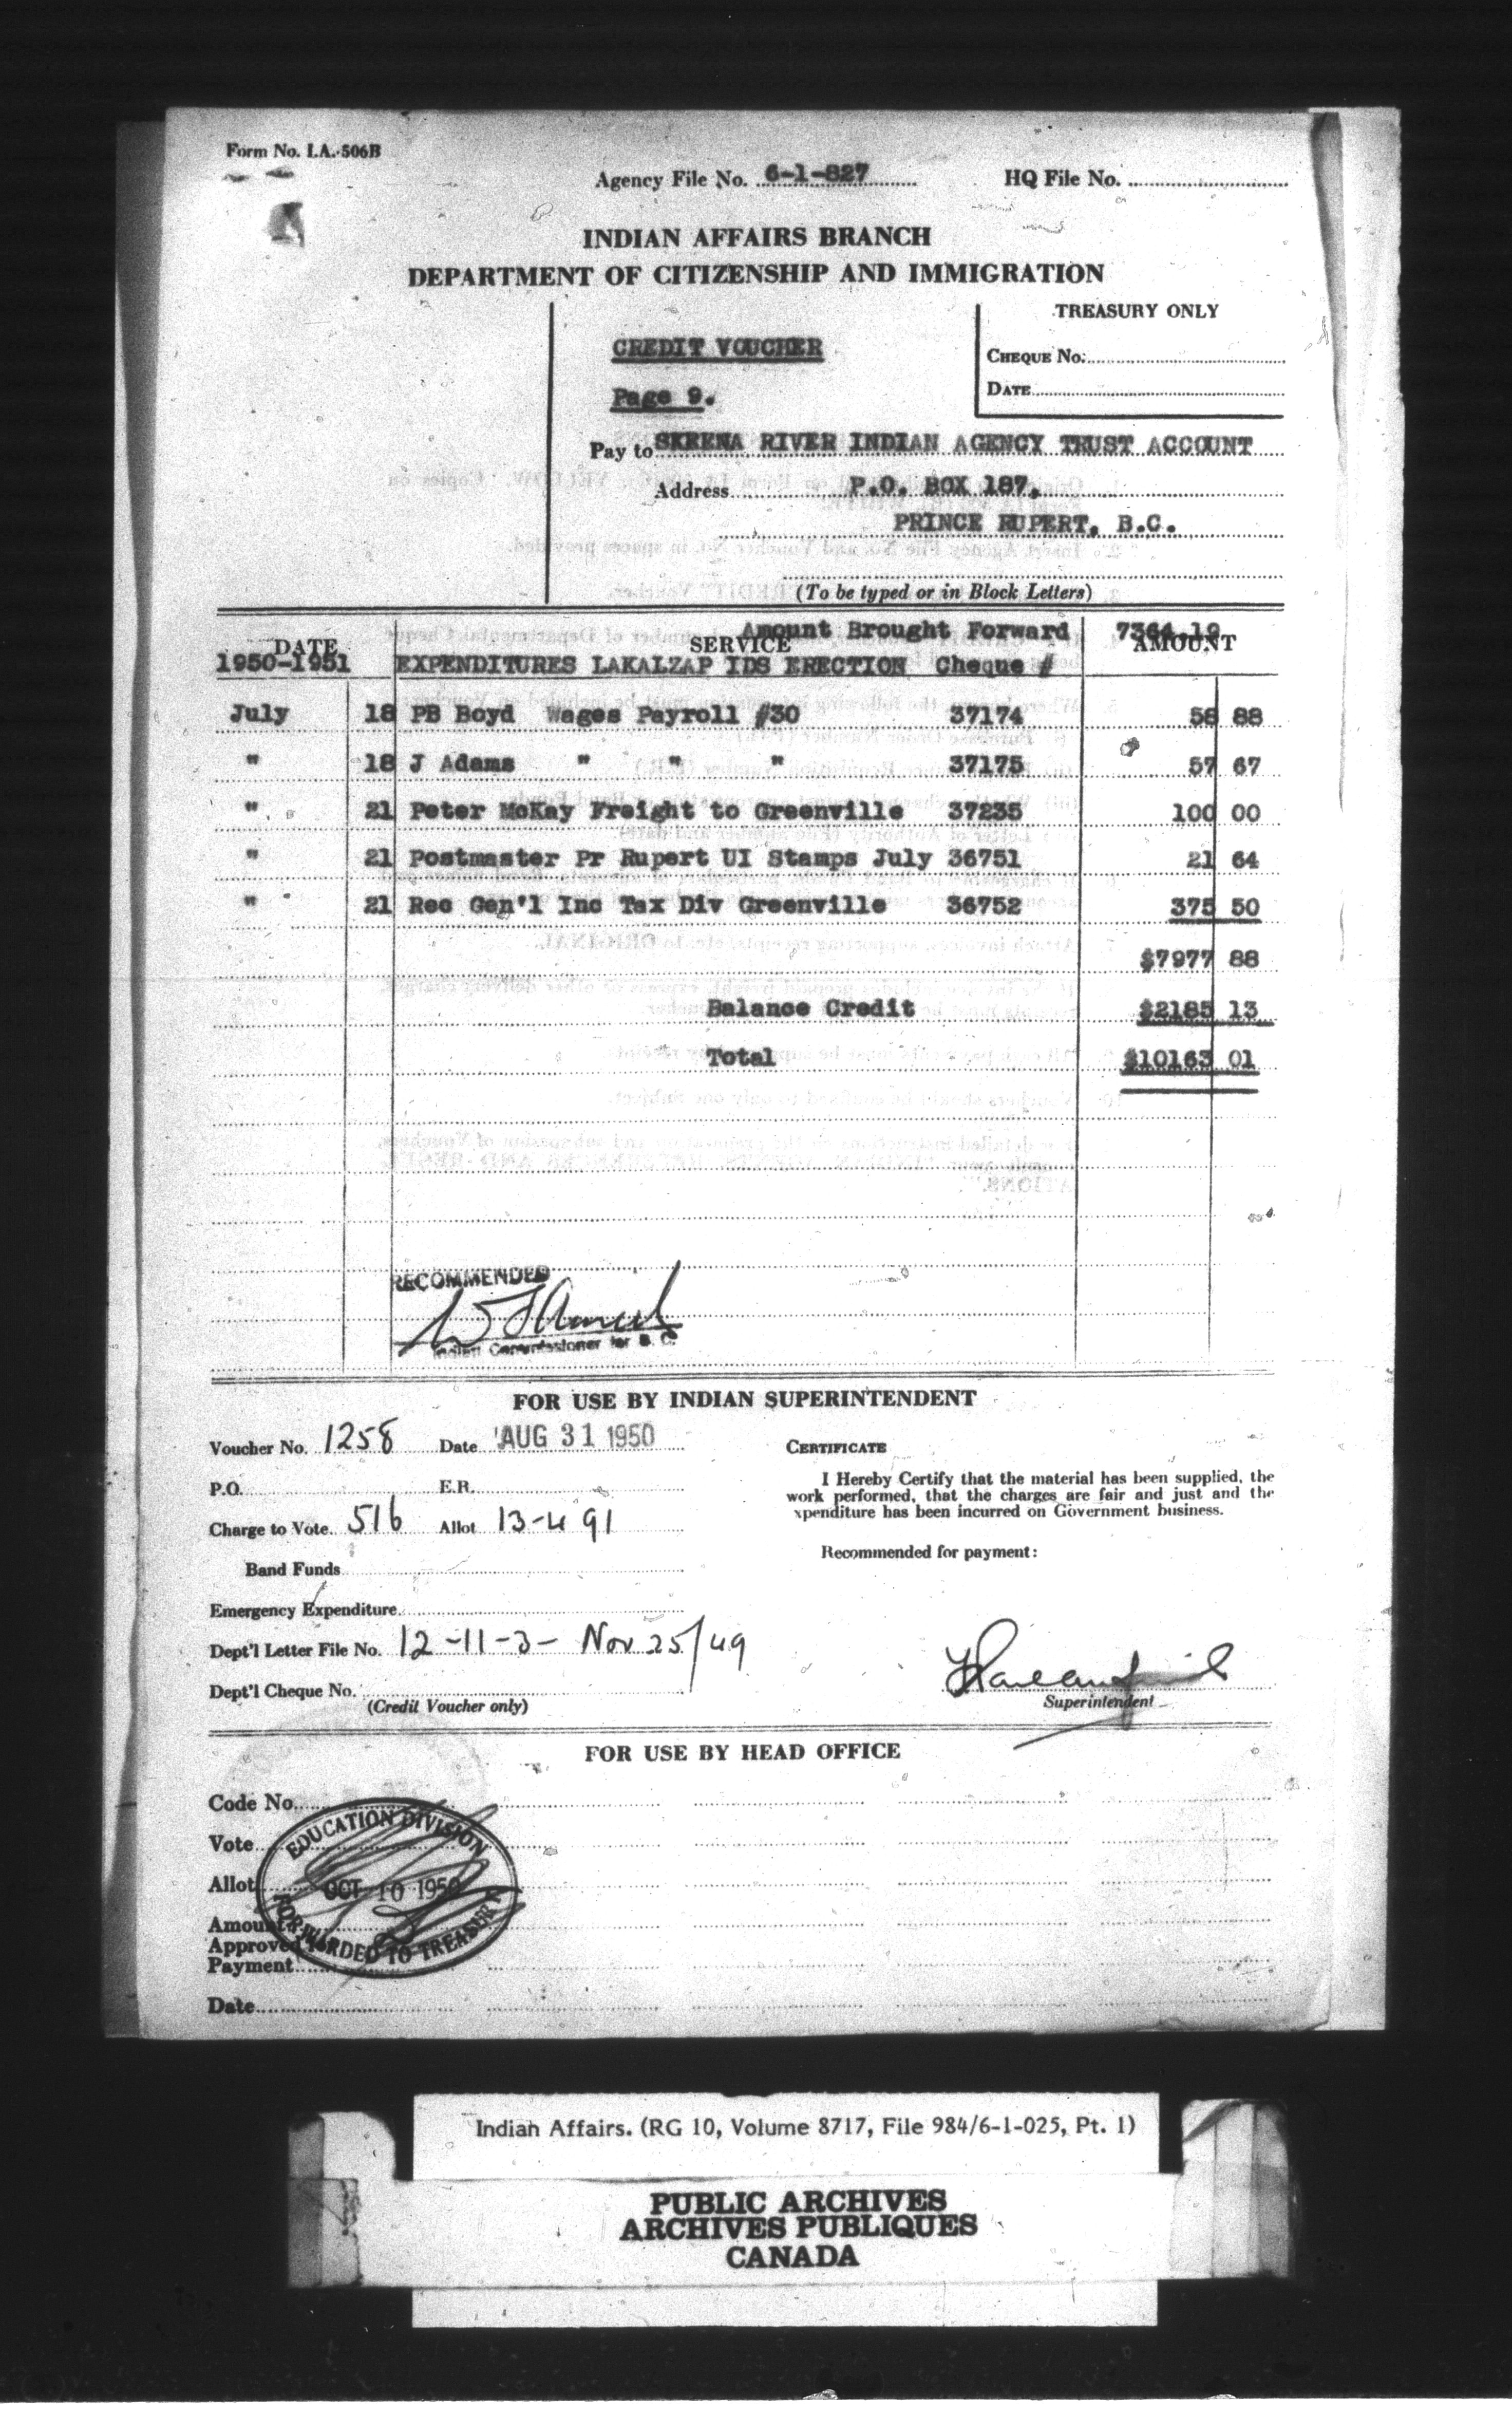 Form No. I.A. 506B
Agency File No. 6-1-827 HQ File No.
INDIAN AFFAIRS BRANCH
DEPARTMENT OF CITIZENSHIP AND IMMIGRATION
TREASURY ONLY
CREDIT VOUCHER
CHEQUE NO.
Page 9.
DATE
Pay to SKEENA RIVER INDIAN AGENCY TRUST ACCOUNT
Address P.O. BOX 187,
PRINCE RUPERT, B.C.
(To be typed or in Block Letters)
Amount Brought Forward 7364.19
DATE SERVICE AMOUNT
1950-1951 EXPENDITURES LAKALZAP IDS ERECTION Cheque #
July 18 PB Boyd Wages Payroll #30 37174 58 88
" 18 J Adams " " " 37175 57 67
" 21 Peter McKay Freight to Greenville 37235 100 00
" 21 Postmaster Pr Rupert UI Stamps July 36751 21 64
" 21 Rec Gen'l Inc Tax Div Greenville 36752 375 50
$7977 88
Balance Credit $2185 13
Total $10163 01
RECOMMENDED
Indian Commissioner for B. C.
FOR USE BY INDIAN SUPERINTENDENT
Voucher No. 1258 Date AUG 31 1950
CERTIFICATE
I Hereby Certify that the material has been supplied, the
work performed, that the charges are fair and just and the
xpenditure has been incurred on Government business.
P.O. E.R.
Charge to Vote 516 Allot 13-4 91
Recommended for payment:
Band Funds
Emergency Expenditure
Dept'l Letter File No. 12-11-3- Nov 25/49
Dept'l Cheque No.
(Credit Voucher only)
Superintendent
FOR USE BY HEAD OFFICE
Code No.
Vote
Allot
Amount
Approved for
Payment
Date
EDUCATION DIVISION
OCT 10 1950
FORWARDED TO TREASURY
Indian Affairs. (RG 10, Volume 8717, File 984/6-1-025, Pt. 1)
PUBLIC ARCHIVES
ARCHIVES PUBLIQUES
CANADA